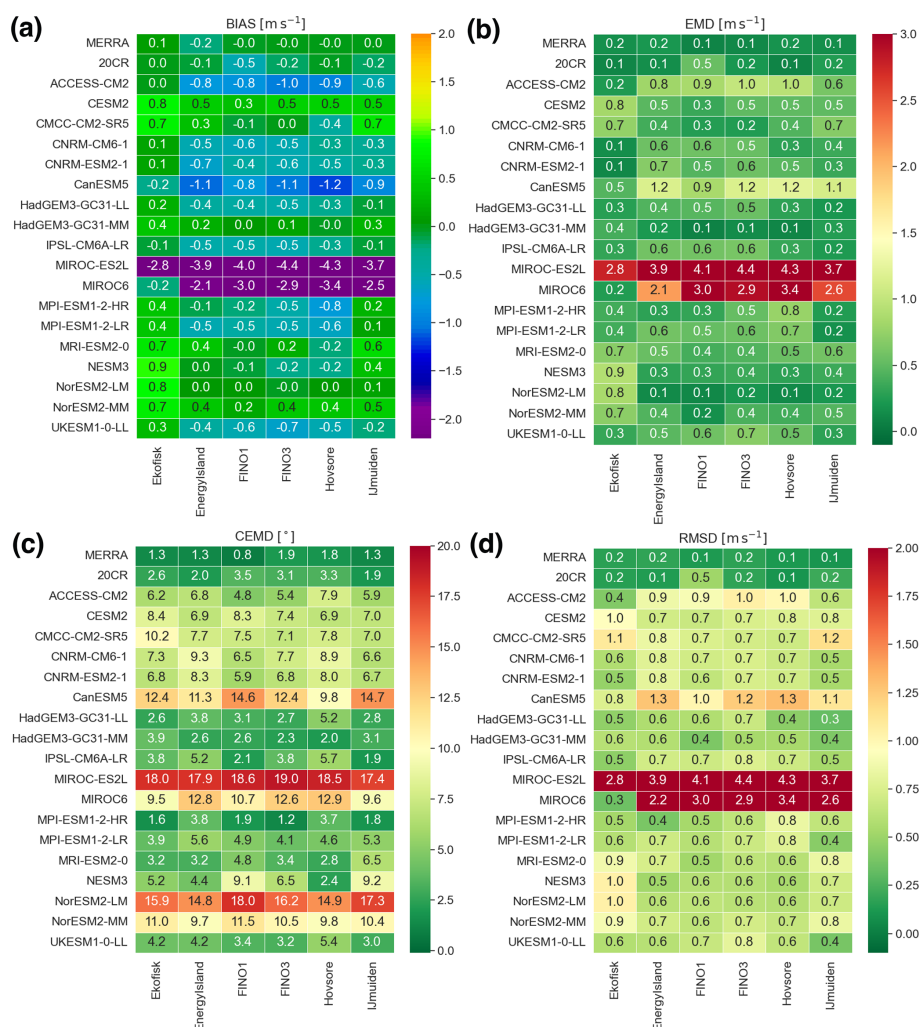 (a)
BIAS [m s⁻¹]
MERRA 0.1 -0.2 -0.0 -0.0 -0.0 0.0
20CR 0.0 -0.1 -0.5 -0.2 -0.1 -0.2
ACCESS-CM2 0.0 -0.8 -0.8 -1.0 -0.9 -0.6
CESM2 0.8 0.5 0.3 0.5 0.5 0.5
CMCC-CM2-SR5 0.7 0.3 -0.1 0.0 -0.4 0.7
CNRM-CM6-1 0.1 -0.5 -0.6 -0.5 -0.3 -0.3
CNRM-ESM2-1 0.1 -0.7 -0.4 -0.6 -0.5 -0.3
CanESM5 -0.2 -1.1 -0.8 -1.1 -1.2 -0.9
HadGEM3-GC31-LL 0.2 -0.4 -0.4 -0.5 -0.3 -0.1
HadGEM3-GC31-MM 0.4 0.2 0.0 0.1 -0.0 0.3
IPSL-CM6A-LR -0.1 -0.5 -0.5 -0.5 -0.3 -0.1
MIROC-ES2L -2.8 -3.9 -4.0 -4.4 -4.3 -3.7
MIROC6 -0.2 -2.1 -3.0 -2.9 -3.4 -2.5
MPI-ESM1-2-HR 0.4 -0.1 -0.2 -0.5 -0.8 0.2
MPI-ESM1-2-LR 0.4 -0.5 -0.5 -0.6 -0.6 0.1
MRI-ESM2-0 0.7 0.4 -0.0 0.2 -0.2 0.6
NESM3 0.9 0.0 -0.1 -0.2 -0.2 0.4
NorESM2-LM 0.8 0.0 0.0 -0.0 0.0 0.1
NorESM2-MM 0.7 0.4 0.2 0.4 0.4 0.5
UKESM1-0-LL 0.3 -0.4 -0.6 -0.7 -0.5 -0.2
Ekofisk EnergyIsland FINO1 FINO3 Hovsore IJmuiden
2.0
1.5
1.0
0.5
0.0
-0.5
-1.0
-1.5
-2.0
(b)
EMD [m s⁻¹]
MERRA 0.2 0.2 0.1 0.1 0.2 0.1
20CR 0.1 0.1 0.5 0.2 0.1 0.2
ACCESS-CM2 0.2 0.8 0.9 1.0 1.0 0.6
CESM2 0.8 0.5 0.3 0.5 0.5 0.5
CMCC-CM2-SR5 0.7 0.4 0.3 0.2 0.4 0.7
CNRM-CM6-1 0.1 0.6 0.6 0.5 0.3 0.4
CNRM-ESM2-1 0.1 0.7 0.5 0.6 0.5 0.3
CanESM5 0.5 1.2 0.9 1.2 1.2 1.1
HadGEM3-GC31-LL 0.3 0.4 0.5 0.5 0.3 0.2
HadGEM3-GC31-MM 0.4 0.2 0.1 0.1 0.1 0.3
IPSL-CM6A-LR 0.3 0.6 0.6 0.6 0.3 0.2
MIROC-ES2L 2.8 3.9 4.1 4.4 4.3 3.7
MIROC6 0.2 2.1 3.0 2.9 3.4 2.6
MPI-ESM1-2-HR 0.4 0.3 0.3 0.5 0.8 0.2
MPI-ESM1-2-LR 0.4 0.6 0.5 0.6 0.7 0.2
MRI-ESM2-0 0.7 0.5 0.4 0.4 0.5 0.6
NESM3 0.9 0.3 0.4 0.3 0.3 0.4
NorESM2-LM 0.8 0.1 0.1 0.2 0.1 0.2
NorESM2-MM 0.7 0.4 0.2 0.4 0.4 0.5
UKESM1-0-LL 0.3 0.5 0.6 0.7 0.5 0.3
Ekofisk EnergyIsland FINO1 FINO3 Hovsore IJmuiden
3.0
2.5
2.0
1.5
1.0
0.5
0.0
(c)
CEMD [°]
MERRA 1.3 1.3 0.8 1.9 1.8 1.3
20CR 2.6 2.0 3.5 3.1 3.3 1.9
ACCESS-CM2 6.2 6.8 4.8 5.4 7.9 5.9
CESM2 8.4 6.9 8.3 7.4 6.9 7.0
CMCC-CM2-SR5 10.2 7.7 7.5 7.1 7.8 7.0
CNRM-CM6-1 7.3 9.3 6.5 7.7 8.9 6.6
CNRM-ESM2-1 6.8 8.3 5.9 6.8 8.0 6.7
CanESM5 12.4 11.3 14.6 12.4 9.8 14.7
HadGEM3-GC31-LL 2.6 3.8 3.1 2.7 5.2 2.8
HadGEM3-GC31-MM 3.9 2.6 2.6 2.3 2.0 3.1
IPSL-CM6A-LR 3.8 5.2 2.1 3.8 5.7 1.9
MIROC-ES2L 18.0 17.9 18.6 19.0 18.5 17.4
MIROC6 9.5 12.8 10.7 12.6 12.9 9.6
MPI-ESM1-2-HR 1.6 3.8 1.9 1.2 3.7 1.8
MPI-ESM1-2-LR 3.9 5.6 4.9 4.1 4.6 5.3
MRI-ESM2-0 3.2 3.2 4.8 3.4 2.8 6.5
NESM3 5.2 4.4 9.1 6.5 2.4 9.2
NorESM2-LM 15.9 14.8 18.0 16.2 14.9 17.3
NorESM2-MM 11.0 9.7 11.5 10.5 9.8 10.4
UKESM1-0-LL 4.2 4.2 3.4 3.2 5.4 3.0
Ekofisk EnergyIsland FINO1 FINO3 Hovsore IJmuiden
20.0
17.5
15.0
12.5
10.0
7.5
5.0
2.5
0.0
(d)
RMSD [m s⁻¹]
MERRA 0.2 0.2 0.2 0.1 0.1 0.1
20CR 0.2 0.1 0.5 0.2 0.1 0.2
ACCESS-CM2 0.4 0.9 0.9 1.0 1.0 0.6
CESM2 1.0 0.7 0.7 0.7 0.8 0.8
CMCC-CM2-SR5 1.1 0.8 0.7 0.7 0.7 1.2
CNRM-CM6-1 0.6 0.8 0.7 0.7 0.7 0.5
CNRM-ESM2-1 0.5 0.8 0.6 0.7 0.7 0.5
CanESM5 0.8 1.3 1.0 1.2 1.3 1.1
HadGEM3-GC31-LL 0.5 0.6 0.6 0.7 0.4 0.3
HadGEM3-GC31-MM 0.5 0.6 0.4 0.5 0.5 0.4
IPSL-CM6A-LR 0.5 0.7 0.7 0.8 0.7 0.5
MIROC-ES2L 2.8 3.9 4.1 4.4 4.3 3.7
MIROC6 0.3 2.2 3.0 2.9 3.4 2.6
MPI-ESM1-2-HR 0.5 0.4 0.5 0.6 0.8 0.6
MPI-ESM1-2-LR 0.6 0.7 0.6 0.7 0.8 0.4
MRI-ESM2-0 0.9 0.7 0.5 0.6 0.6 0.8
NESM3 1.0 0.5 0.6 0.6 0.6 0.7
NorESM2-LM 1.0 0.6 0.6 0.6 0.6 0.7
NorESM2-MM 0.9 0.7 0.6 0.7 0.7 0.8
UKESM1-0-LL 0.6 0.6 0.7 0.8 0.6 0.4
Ekofisk EnergyIsland FINO1 FINO3 Hovsore IJmuiden
2.00
1.75
1.50
1.25
1.00
0.75
0.50
0.25
0.00